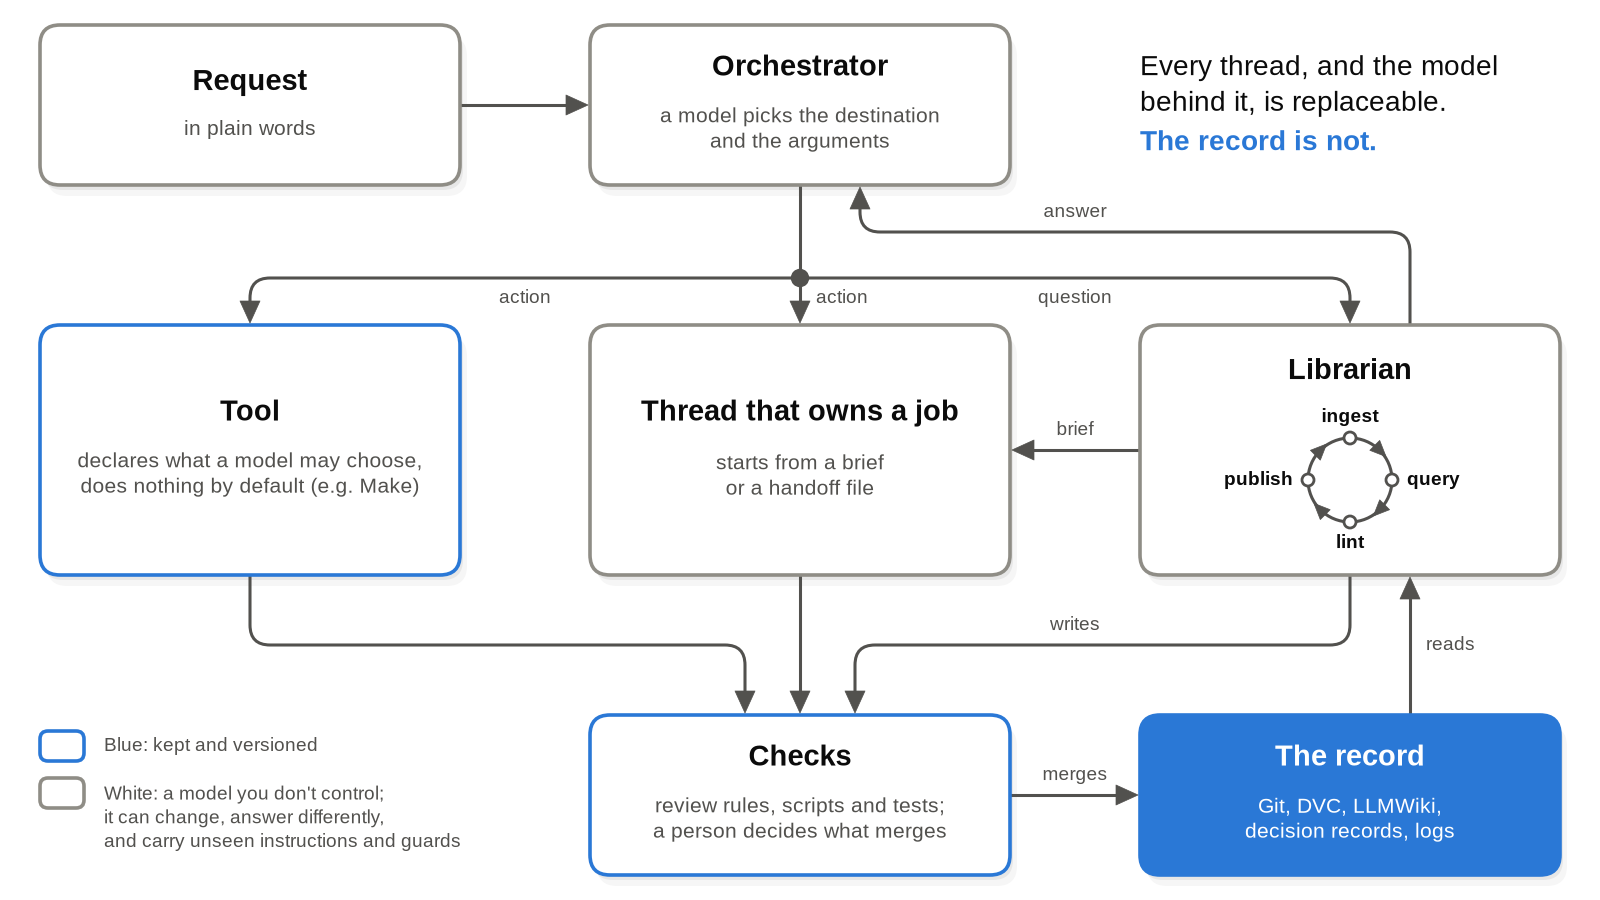 Request
in plain words
Orchestrator
a model picks the destination
and the arguments
Every thread, and the model
behind it, is replaceable.
The record is not.
answer
action
action
question
Tool
declares what a model may choose,
does nothing by default (e.g. Make)
Thread that owns a job
starts from a brief
or a handoff file
brief
Librarian
ingest
publish
query
lint
writes
reads
Blue: kept and versioned
White: a model you don't control;
it can change, answer differently,
and carry unseen instructions and guards
Checks
review rules, scripts and tests;
a person decides what merges
merges
The record
Git, DVC, LLMWiki,
decision records, logs